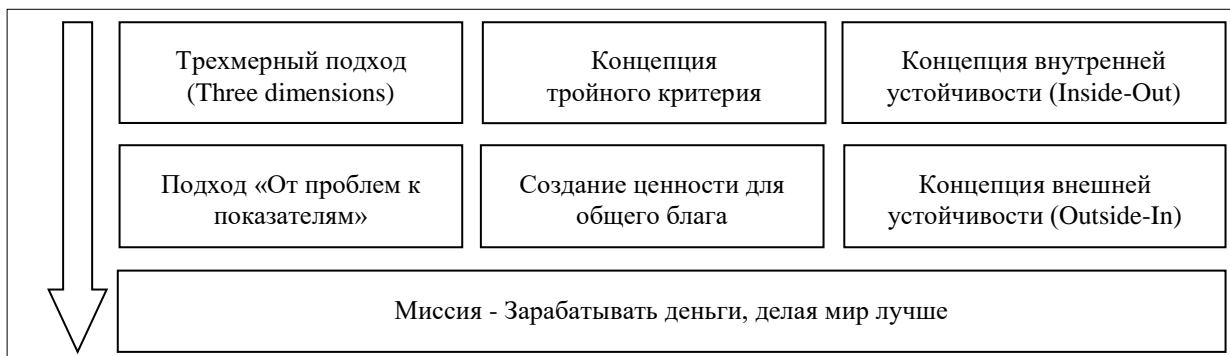 Трехмерный подход
(Three dimensions)
Концепция
тройного критерия
Концепция внутренней
устойчивости (Inside-Out)
Подход «От проблем к
показателям»
Создание ценности для
общего блага
Концепция внешней
устойчивости (Outside-In)
Миссия - Зарабатывать деньги, делая мир лучше